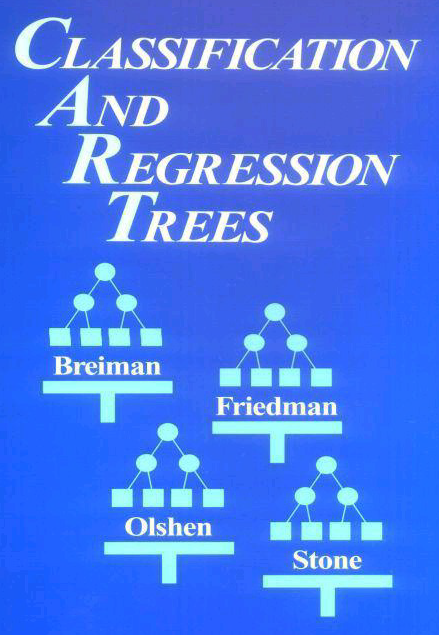 CLASSIFICATION
AND
REGRESSION
TREES
Breiman
Friedman
Olshen
Stone